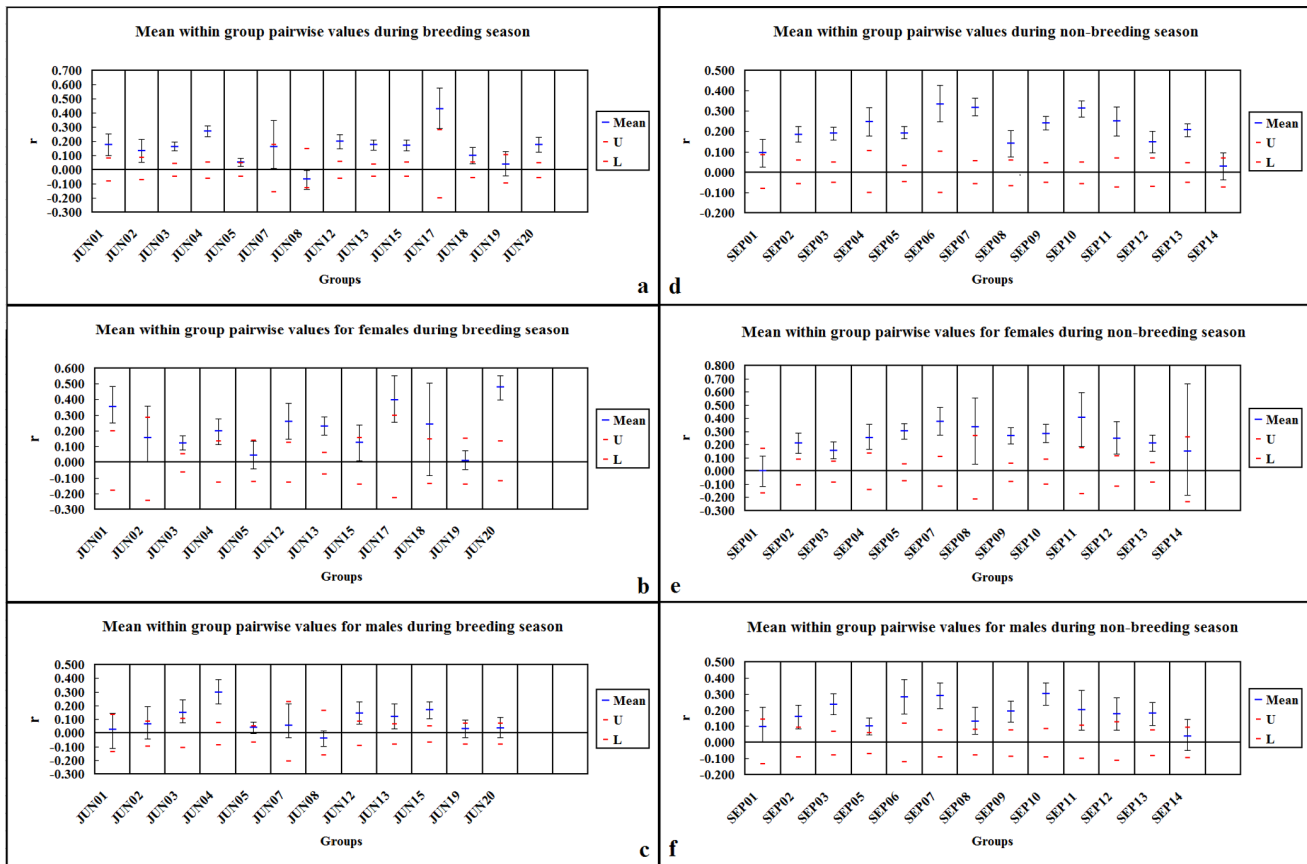 Mean within group pairwise values during breeding season
0.700
0.600
0.500
0.400
0.300
0.200
0.100
0.000
-0.100
-0.200
-0.300
r
JUN01 JUN02 JUN03 JUN04 JUN05 JUN07 JUN08 JUN12 JUN13 JUN15 JUN17 JUN18 JUN19 JUN20
Groups
Mean
U
L
a
Mean within group pairwise values for females during breeding season
0.600
0.500
0.400
0.300
0.200
0.100
0.000
-0.100
-0.200
-0.300
r
JUN01 JUN02 JUN03 JUN04 JUN05 JUN12 JUN13 JUN15 JUN17 JUN18 JUN19 JUN20
Groups
Mean
U
L
b
Mean within group pairwise values for males during breeding season
0.500
0.400
0.300
0.200
0.100
0.000
-0.100
-0.200
-0.300
r
JUN01 JUN02 JUN03 JUN04 JUN05 JUN07 JUN08 JUN12 JUN13 JUN15 JUN19 JUN20
Groups
Mean
U
L
c
Mean within group pairwise values during non-breeding season
0.500
0.400
0.300
0.200
0.100
0.000
-0.100
-0.200
r
SEP01 SEP02 SEP03 SEP04 SEP05 SEP06 SEP07 SEP08 SEP09 SEP10 SEP11 SEP12 SEP13 SEP14
Groups
Mean
U
L
d
Mean within group pairwise values for females during non-breeding season
0.800
0.700
0.600
0.500
0.400
0.300
0.200
0.100
0.000
-0.100
-0.200
-0.300
r
SEP01 SEP02 SEP03 SEP04 SEP05 SEP07 SEP08 SEP09 SEP10 SEP11 SEP12 SEP13 SEP14
Groups
Mean
U
L
e
Mean within group pairwise values for males during non-breeding season
0.500
0.400
0.300
0.200
0.100
0.000
-0.100
-0.200
r
SEP01 SEP02 SEP03 SEP05 SEP06 SEP07 SEP08 SEP09 SEP10 SEP11 SEP12 SEP13 SEP14
Groups
Mean
U
L
f